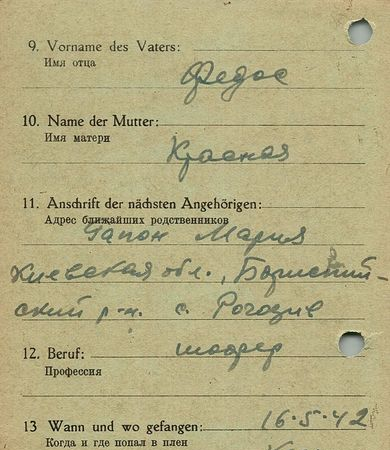 9. Vorname des Vaters:
Имя отца
Федос
10. Name der Mutter:
Имя матери
Красная
11. Anschrift der nächsten Angehörigen:
Адрес ближайших родственников
Гапон Мария
Киевская обл., Бориспий-
ский р-н. с. Рогозив
12. Beruf:
шофер
Профессия
13 Wann und wo gefangen:
16-5-42
Когда и где попал в плен